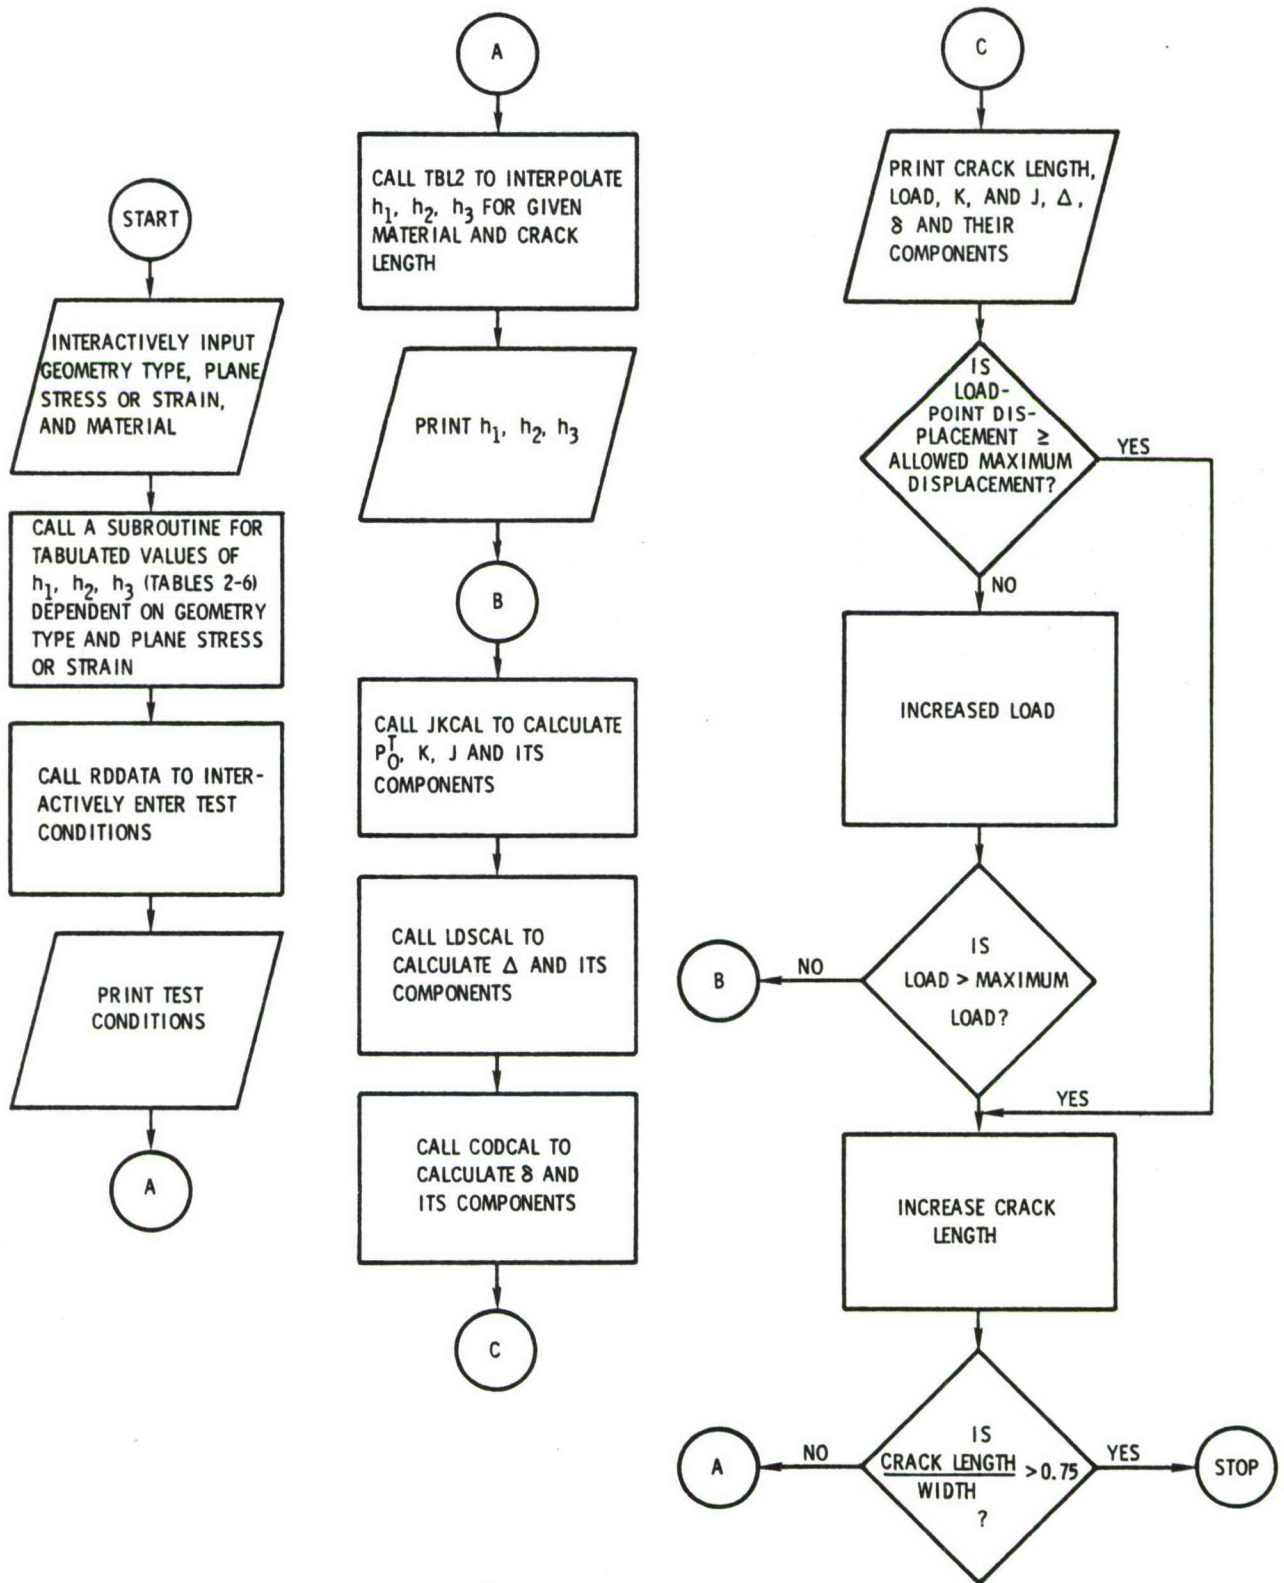 START
INTERACTIVELY INPUT
GEOMETRY TYPE, PLANE
STRESS OR STRAIN,
AND MATERIAL
CALL A SUBROUTINE FOR
TABULATED VALUES OF
h₁, h₂, h₃ (TABLES 2-6)
DEPENDENT ON GEOMETRY
TYPE AND PLANE STRESS
OR STRAIN
CALL RDDATA TO INTER-
ACTIVELY ENTER TEST
CONDITIONS
PRINT TEST
CONDITIONS
A
A
CALL TBL2 TO INTERPOLATE
h₁, h₂, h₃ FOR GIVEN
MATERIAL AND CRACK
LENGTH
PRINT h₁, h₂, h₃
B
CALL JKCAL TO CALCULATE
P₀ᵀ, K, J AND ITS
COMPONENTS
CALL LDSCAL TO
CALCULATE Δ AND ITS
COMPONENTS
CALL CODCAL TO
CALCULATE δ AND
ITS COMPONENTS
C
C
PRINT CRACK LENGTH,
LOAD, K, AND J, Δ,
δ AND THEIR
COMPONENTS
IS
LOAD-
POINT DIS-
PLACEMENT ≥
ALLOWED MAXIMUM
DISPLACEMENT?
YES
NO
INCREASED LOAD
IS
LOAD > MAXIMUM
LOAD?
NO
B
YES
INCREASE CRACK
LENGTH
IS
CRACK LENGTH > 0.75
WIDTH
?
NO
A
YES
STOP